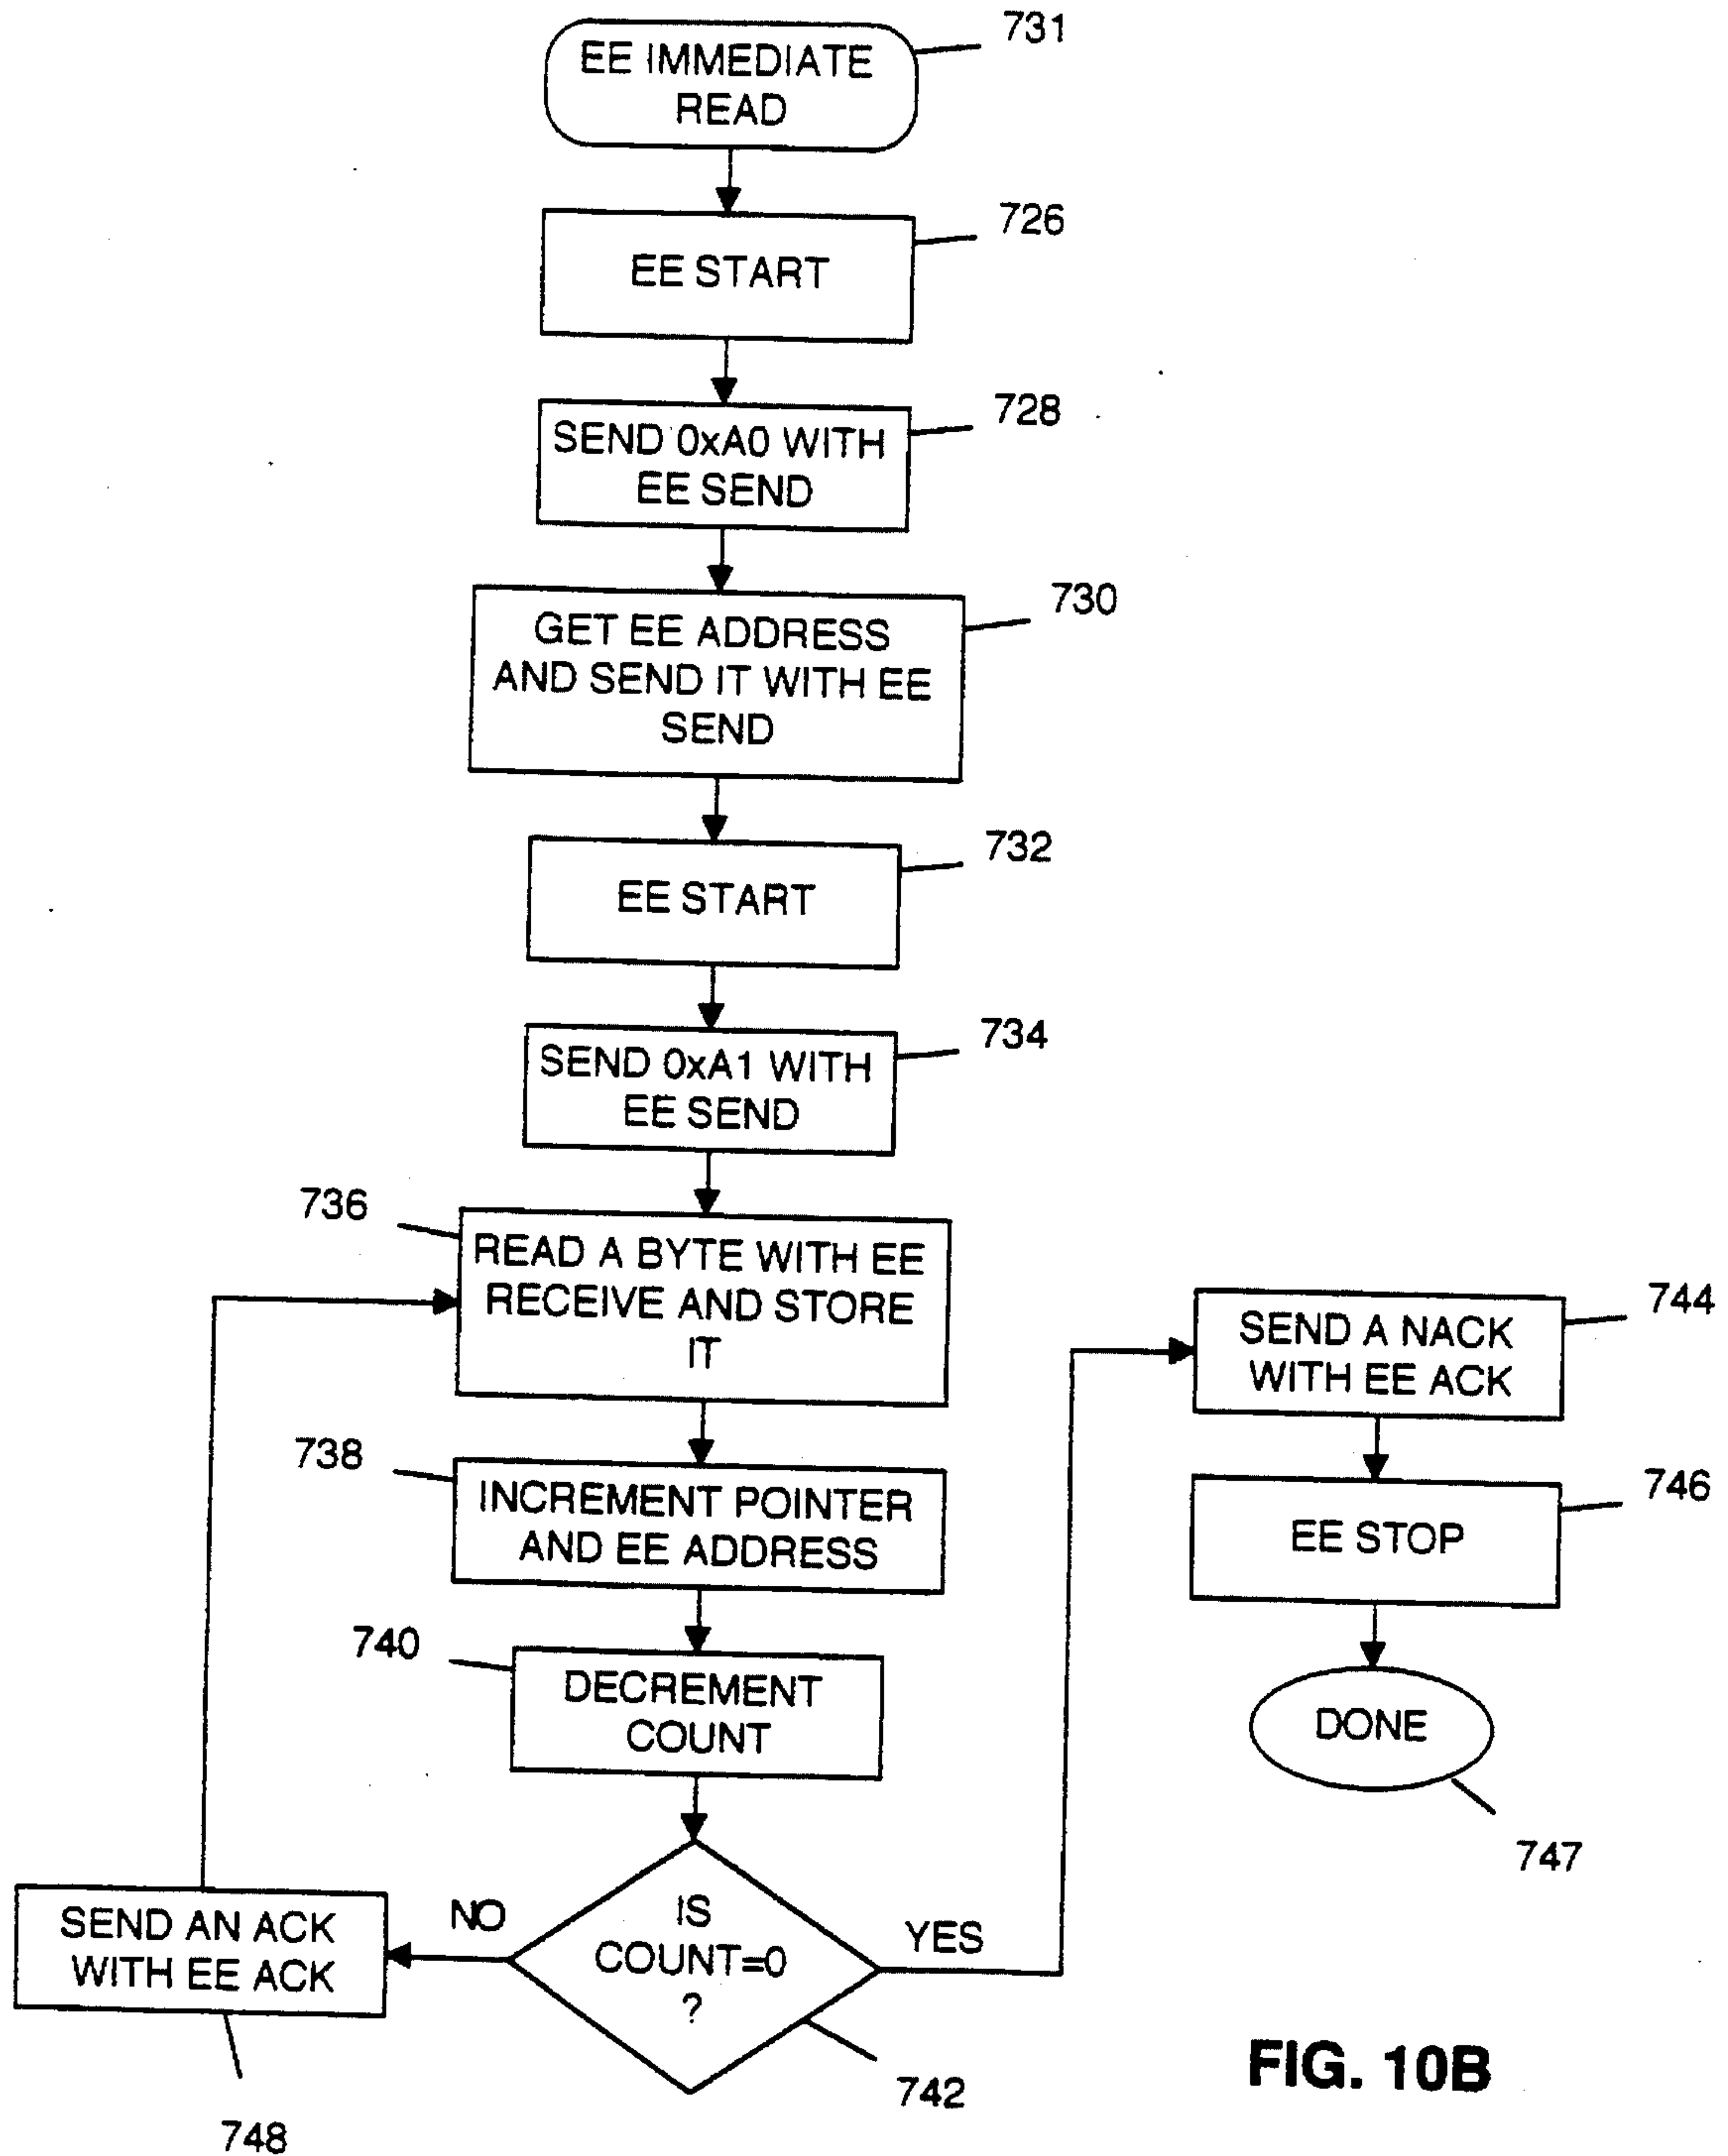 731
EE IMMEDIATE
READ
726
EE START
728
SEND 0xA0 WITH
EE SEND
730
GET EE ADDRESS
AND SEND IT WITH EE
SEND
732
EE START
734
SEND 0xA1 WITH
EE SEND
736
READ A BYTE WITH EE
RECEIVE AND STORE
IT
738
INCREMENT POINTER
AND EE ADDRESS
740
DECREMENT
COUNT
IS
COUNT=0
?
742
NO
SEND AN ACK
WITH EE ACK
748
YES
744
SEND A NACK
WITH EE ACK
746
EE STOP
DONE
747
FIG. 10B